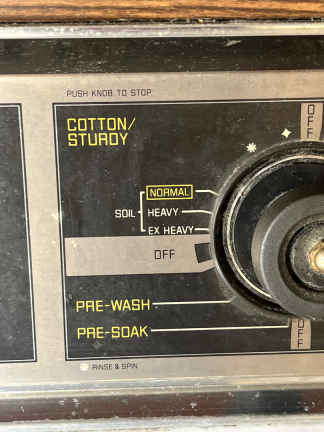 PUSH KNOB TO STOP
OFF
COTTON/
STURDY
NORMAL
SOIL HEAVY
EX HEAVY
OFF
PRE-WASH
PRE-SOAK
OFF
RINSE & SPIN